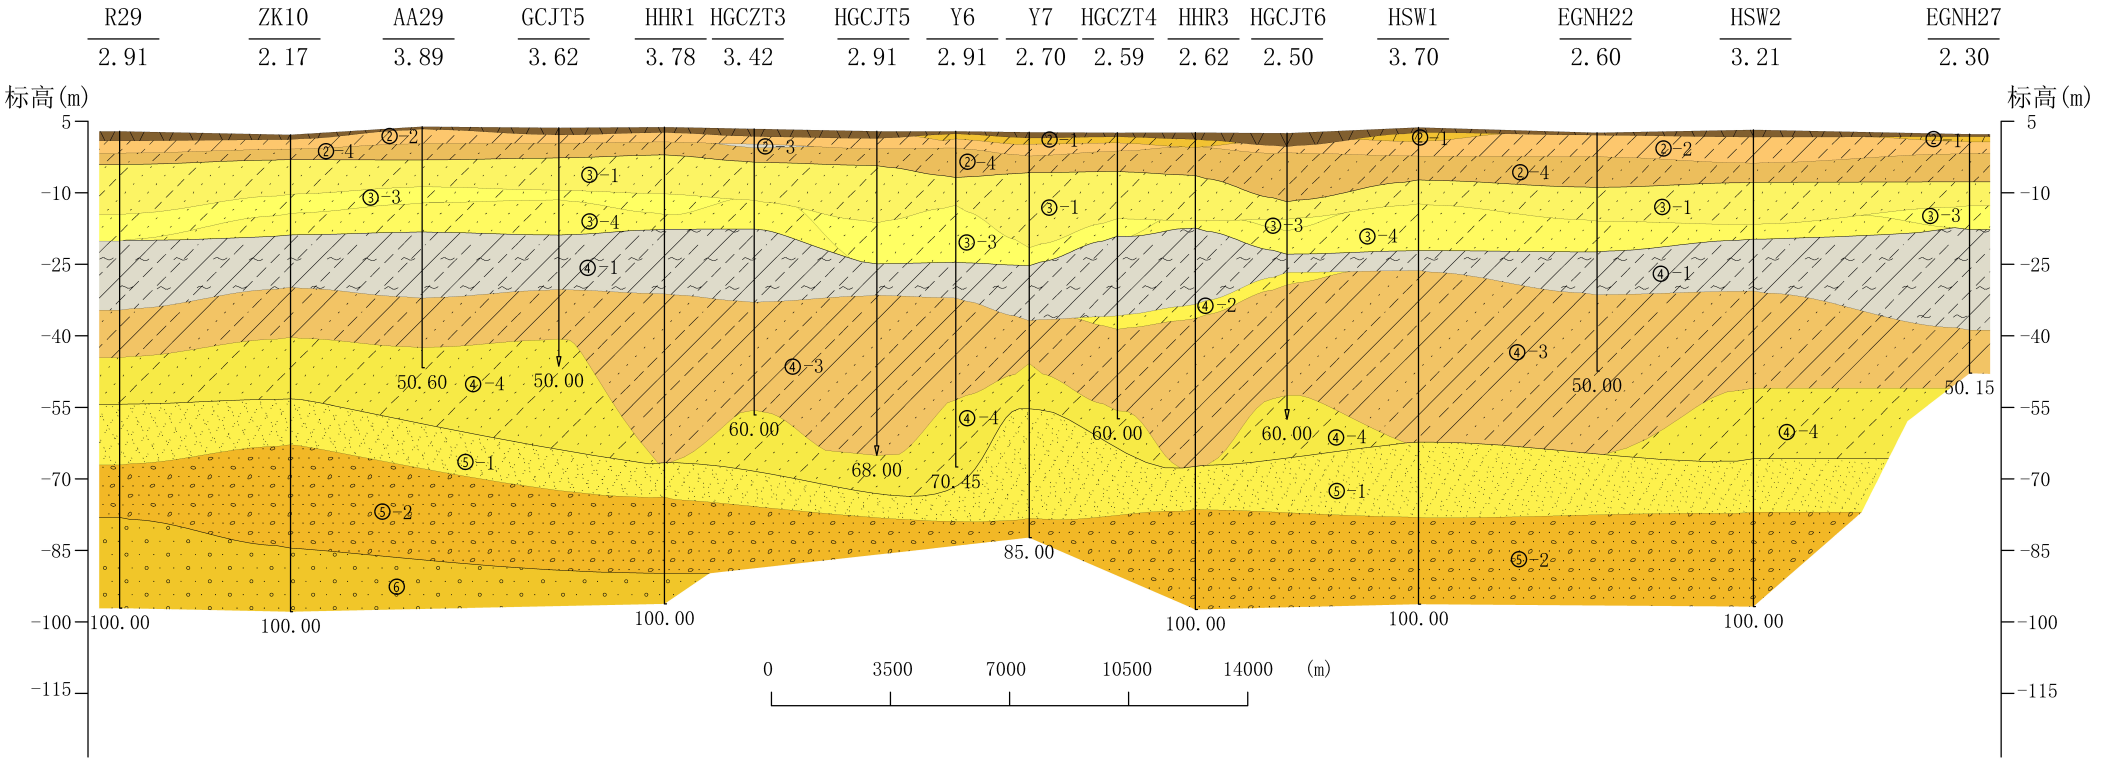 R29 ZK10 AA29 GCJT5 HHR1 HGCZT3 HGCJT5 Y6 Y7 HGCZT4 HHR3 HGCJT6 HSW1 EGNH22 HSW2 EGNH27
2.91 2.17 3.89 3.62 3.78 3.42 2.91 2.91 2.70 2.59 2.62 2.50 3.70 2.60 3.21 2.30
标高(m) 标高(m)
5 5
②-2 ②-1 ②-1 ②-1
②-4 ②-3 ②-4 ②-2
③-1 ②-4
-10 ③-3 ③-1 ③-1 -10
③-4 ③-3 ③-3 ③-4 ③-3
-25 ④-1 ④-1 -25
④-2
-40 -40
④-3 ④-3
50.60 ④-4 50.00 50.00 50.15
-55 ④-4 -55
60.00 60.00 60.00 ④-4 ④-4
⑤-1 68.00
-70 70.45 -70
⑤-1
⑤-2
-85 85.00 ⑤-2 -85
⑥
-100 100.00 100.00 100.00 100.00 100.00 100.00 -100
0 3500 7000 10500 14000 (m)
-115 -115